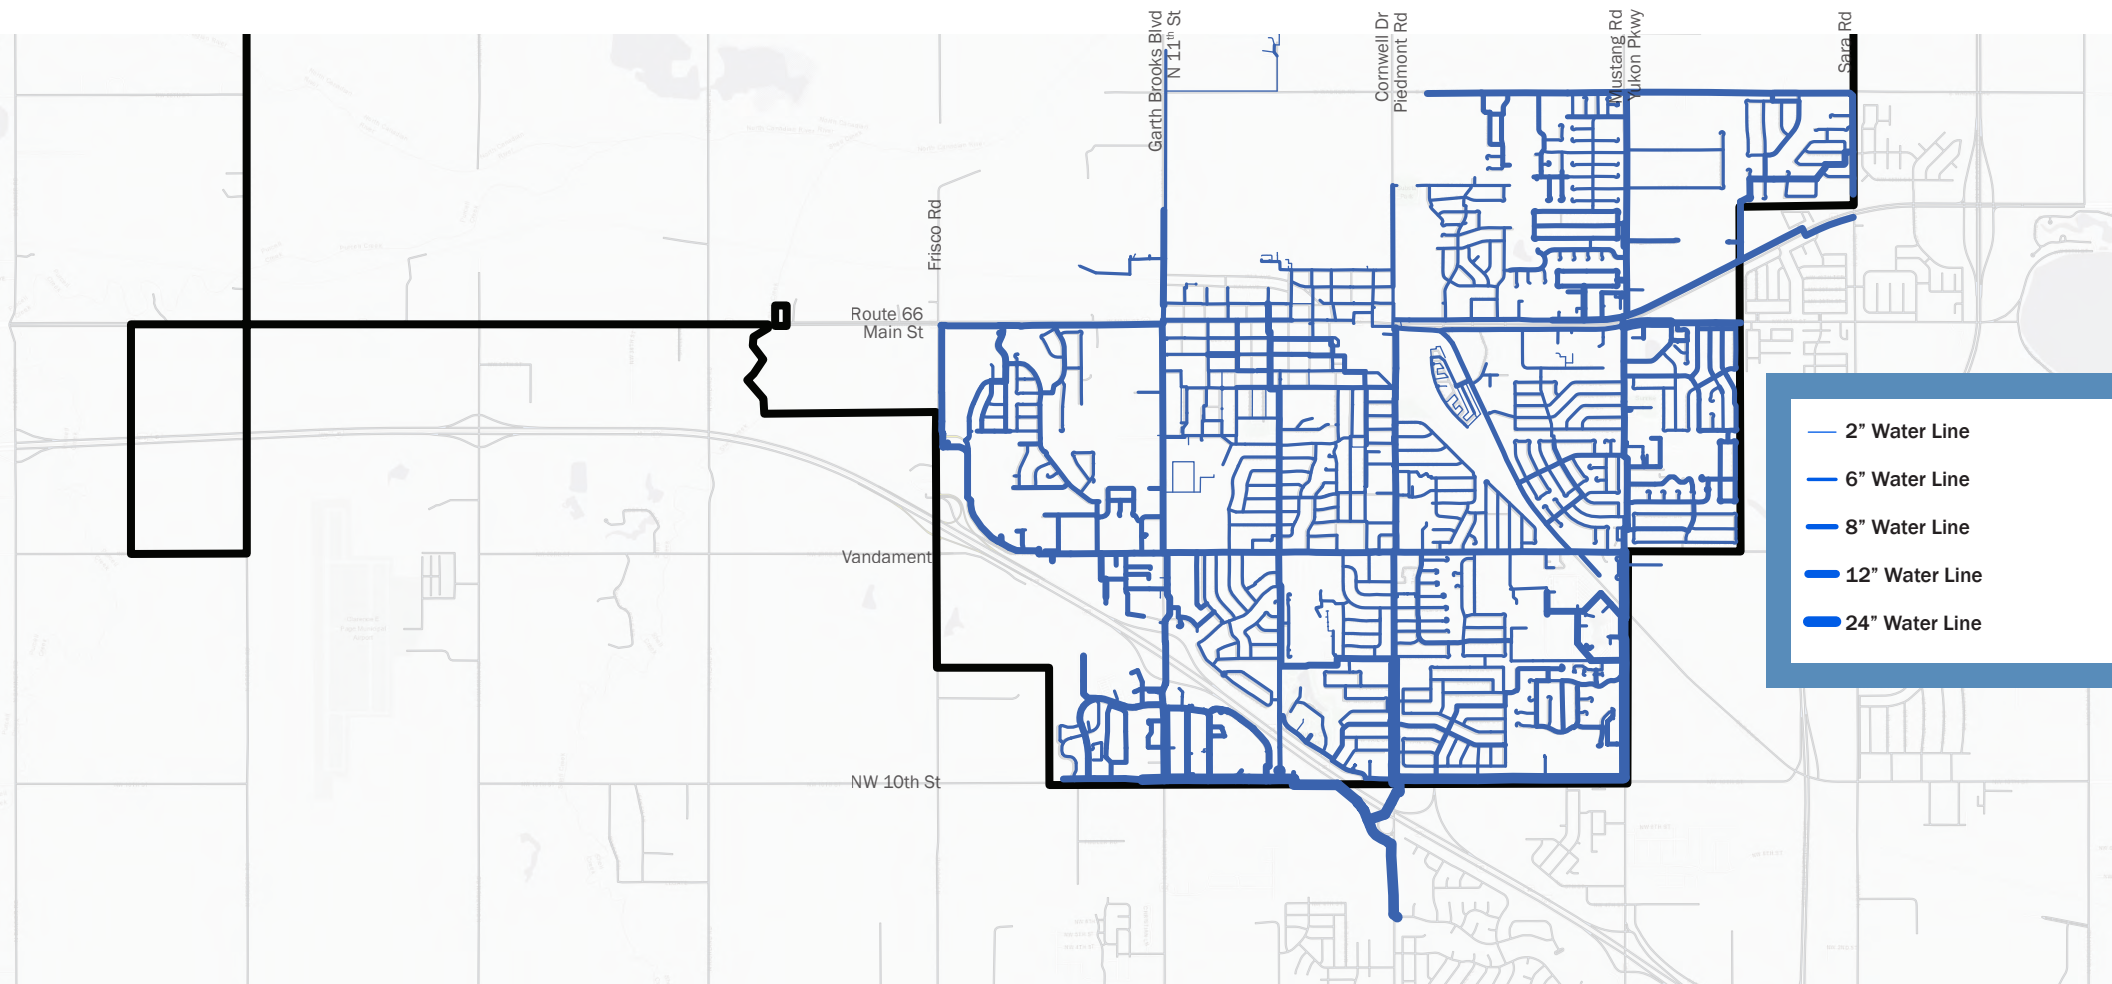 Garth Brooks Blvd
N 11th St
Cornwell Dr
Piedmont Rd
Mustang Rd
Yukon Pkwy
Sara Rd
Frisco Rd
Route 66
Main St
Vandament
NW 10th St
2” Water Line
6” Water Line
8” Water Line
12” Water Line
24” Water Line